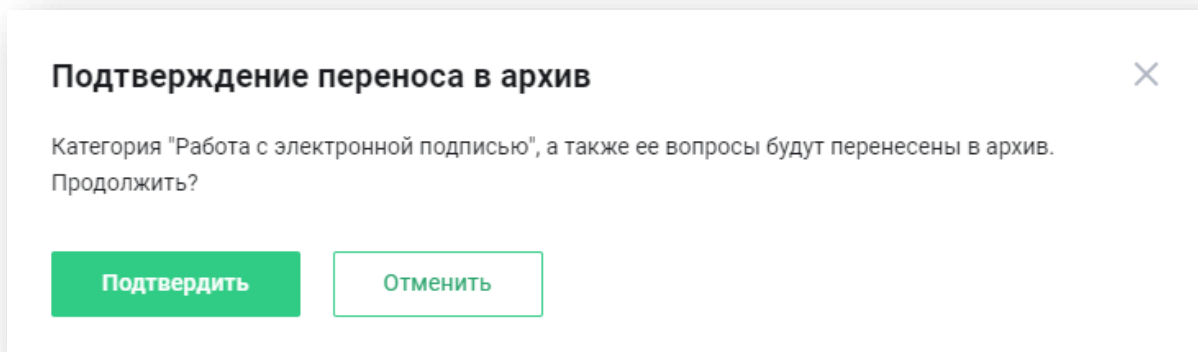 Подтверждение переноса в архив
Категория "Работа с электронной подписью", а также ее вопросы будут перенесены в архив.
Продолжить?
Подтвердить
Отменить